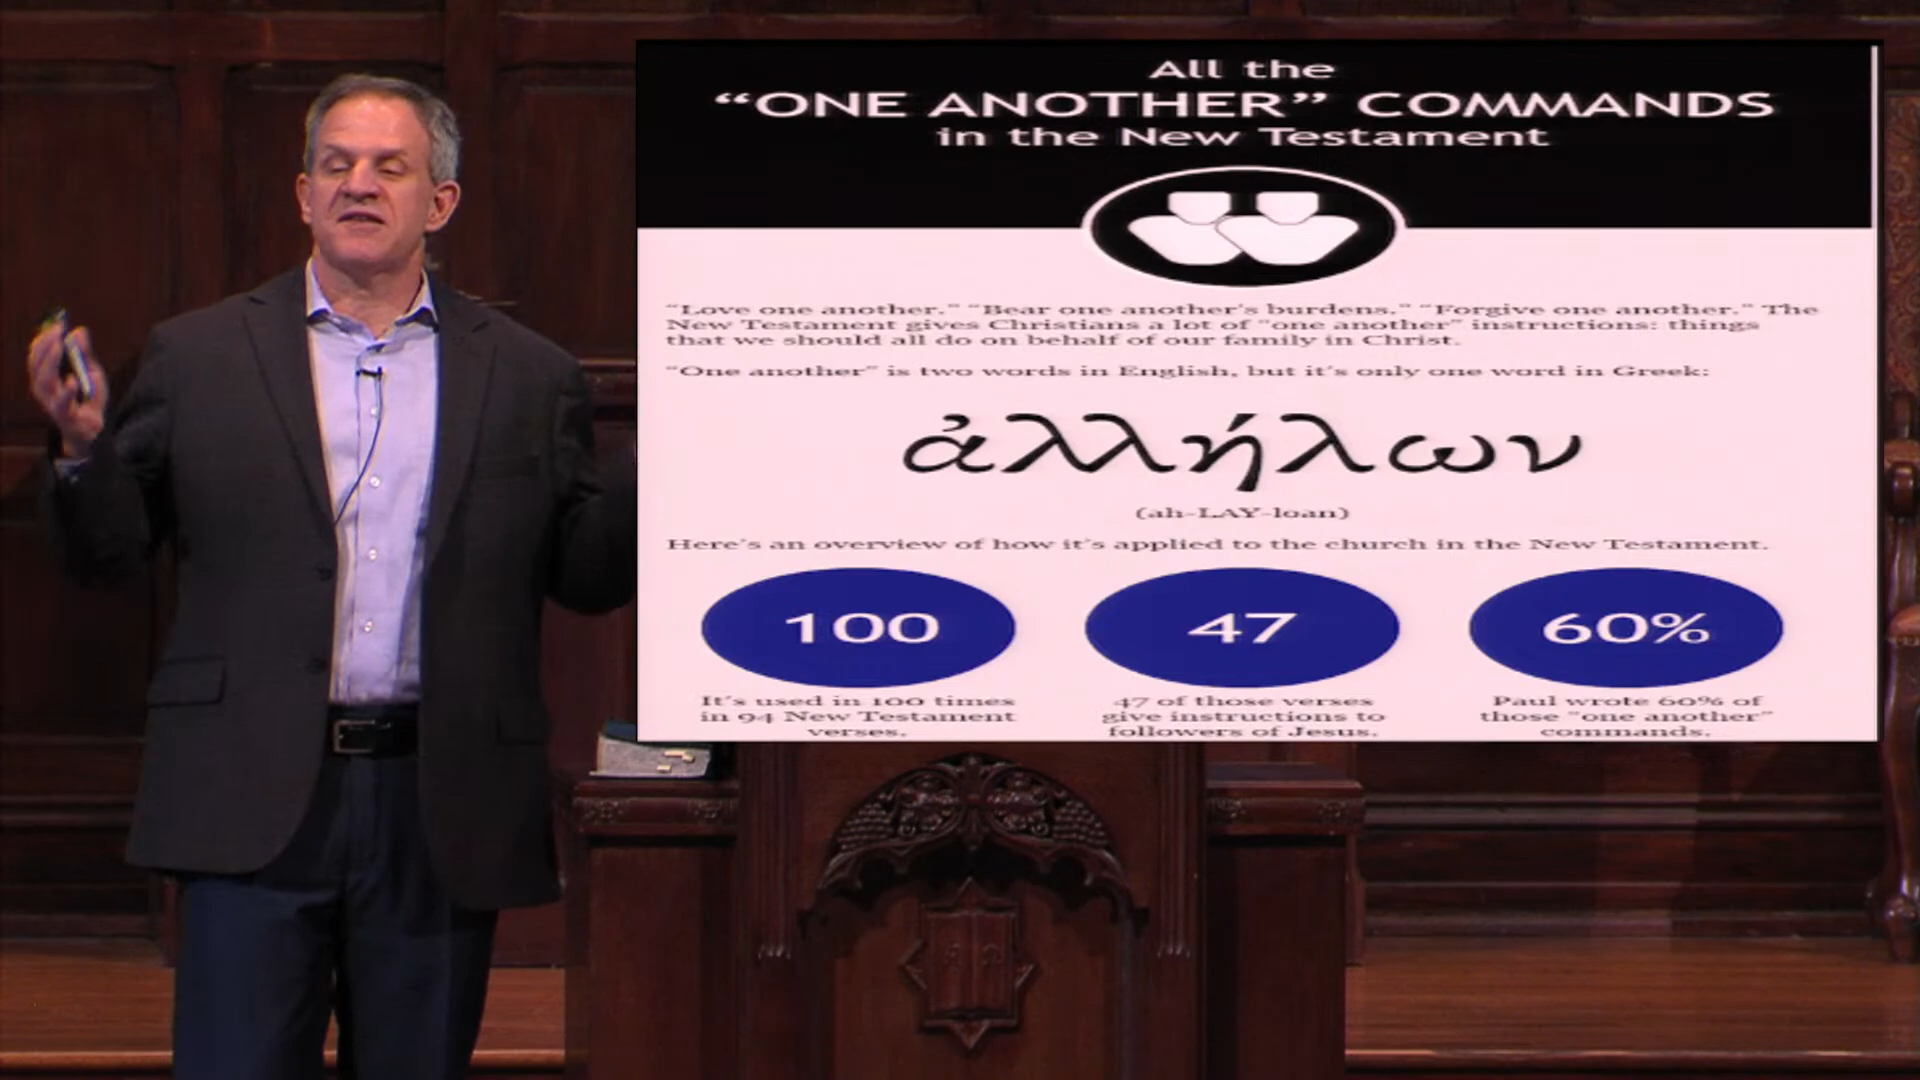 All the
“ONE ANOTHER” COMMANDS
in the New Testament
“Love one another.” “Bear one another's burdens.” “Forgive one another.” The
New Testament gives Christians a lot of “one another” instructions: things
that we should all do on behalf of our family in Christ.
“One another” is two words in English, but it's only one word in Greek:
ἀλλήλων
(ah-LAY-loan)
Here's an overview of how it's applied to the church in the New Testament.
100
47
60%
It's used in 100 times
in 94 New Testament
verses.
47 of those verses
give instructions to
followers of Jesus.
Paul wrote 60% of
those “one another”
commands.
Α Ω